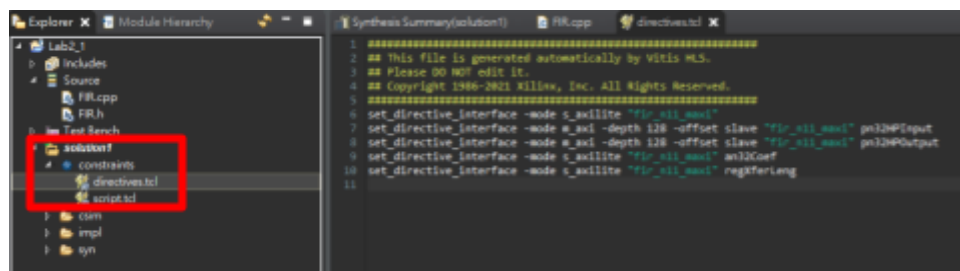 Explorer
Module Hierarchy
Lab2_1
Includes
Source
FIR.cpp
FIR.h
Test Bench
solution1
constraints
directives.tcl
script.tcl
csim
impl
syn
Synthesis Summary(solution1)
FIR.cpp
directives.tcl
1 ############################################################
2 ## This file is generated automatically by Vitis HLS.
3 ## Please DO NOT edit it.
4 ## Copyright 1986-2021 Xilinx, Inc. All Rights Reserved.
5 ############################################################
6 set_directive_interface -mode s_axilite "fir_n11_maxi"
7 set_directive_interface -mode m_axi -depth 128 -offset slave "fir_n11_maxi" pn32HPInput
8 set_directive_interface -mode m_axi -depth 128 -offset slave "fir_n11_maxi" pn32HPOutput
9 set_directive_interface -mode s_axilite "fir_n11_maxi" an32Coef
10 set_directive_interface -mode s_axilite "fir_n11_maxi" regXferLeng
11